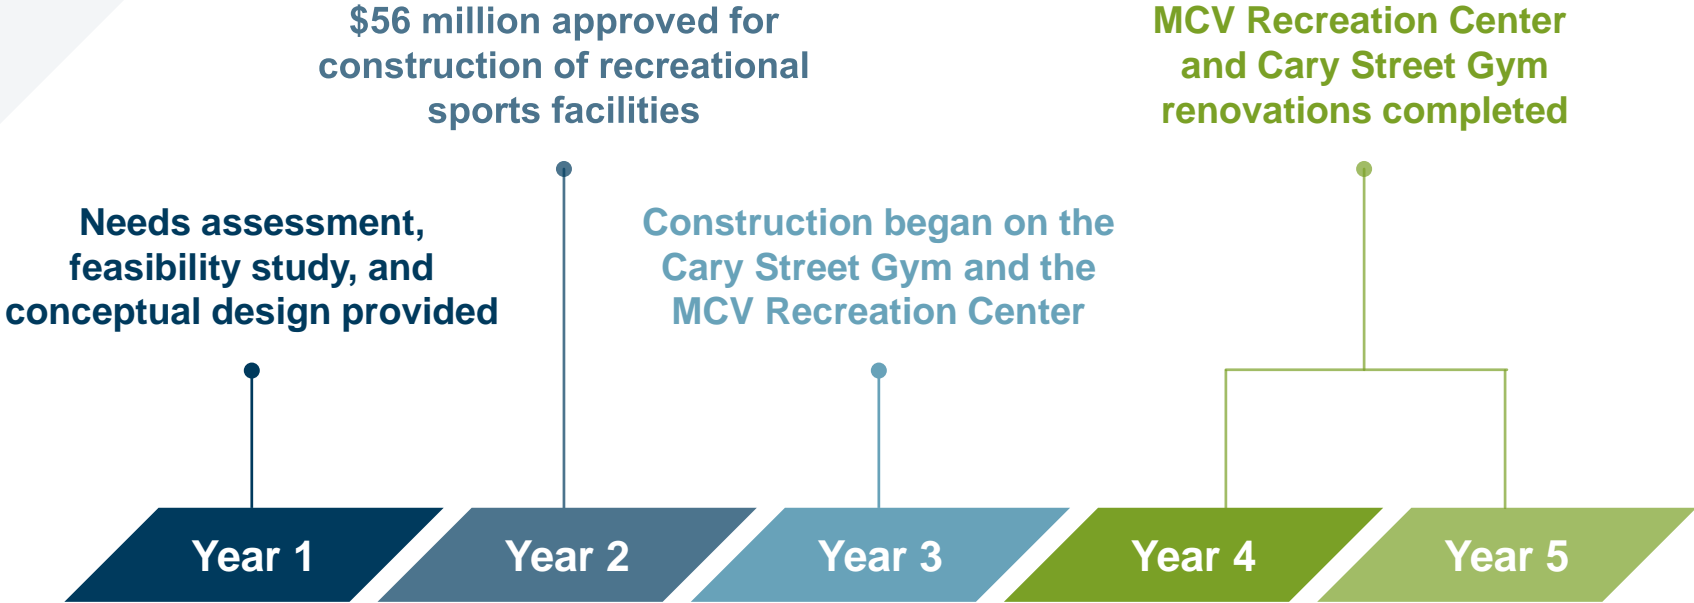 $56 million approved for
construction of recreational
sports facilities
MCV Recreation Center
and Cary Street Gym
renovations completed
Needs assessment,
feasibility study, and
conceptual design provided
Construction began on the
Cary Street Gym and the
MCV Recreation Center
Year 1
Year 2
Year 3
Year 4
Year 5